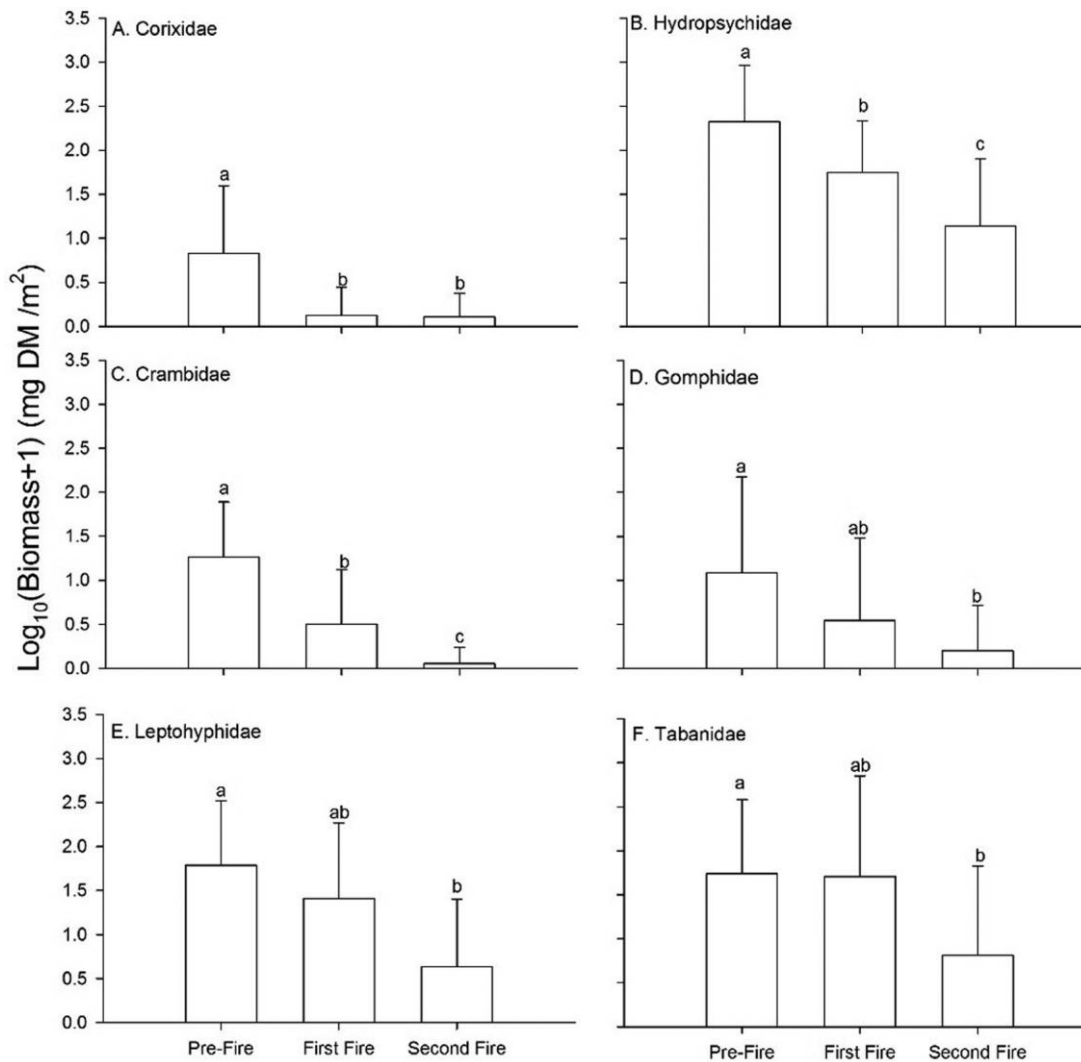 Log10(Biomass+1) (mg DM /m2)
A. Corixidae
3.5
3.0
2.5
2.0
1.5
1.0
0.5
0.0
a
b
b
B. Hydropsychidae
a
b
c
C. Crambidae
3.5
3.0
2.5
2.0
1.5
1.0
0.5
0.0
a
b
c
D. Gomphidae
a
ab
b
E. Leptohyphidae
3.5
3.0
2.5
2.0
1.5
1.0
0.5
0.0
a
ab
b
Pre-Fire First Fire Second Fire
F. Tabanidae
a
ab
b
Pre-Fire First Fire Second Fire